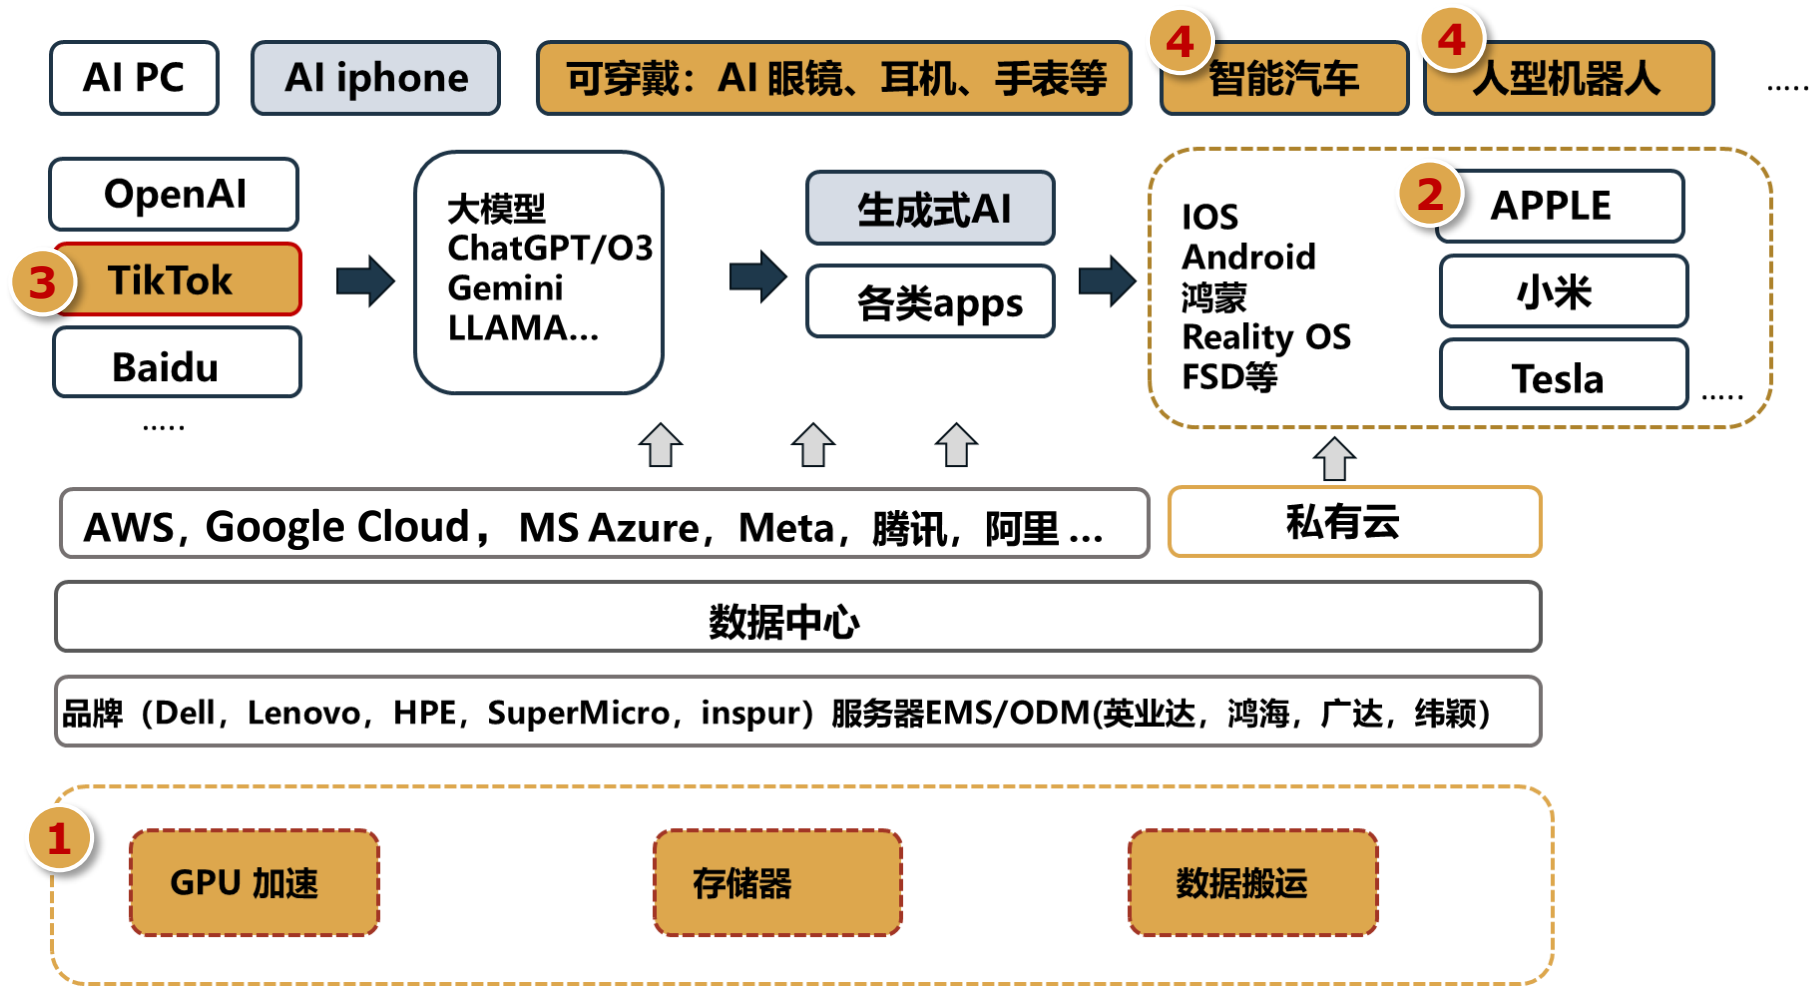 AI PC
AI iphone
可穿戴：AI 眼镜、耳机、手表等
4
智能汽车
4
人型机器人
.....
OpenAI
3
TikTok
Baidu
.....
大模型
ChatGPT/O3
Gemini
LLAMA...
生成式AI
各类apps
IOS
Android
鸿蒙
Reality OS
FSD等
2
APPLE
小米
Tesla
.....
AWS，Google Cloud，MS Azure，Meta，腾讯，阿里 ...
私有云
数据中心
品牌（Dell，Lenovo，HPE，SuperMicro，inspur）服务器EMS/ODM(英业达，鸿海，广达，纬颖）
1
GPU 加速
存储器
数据搬运